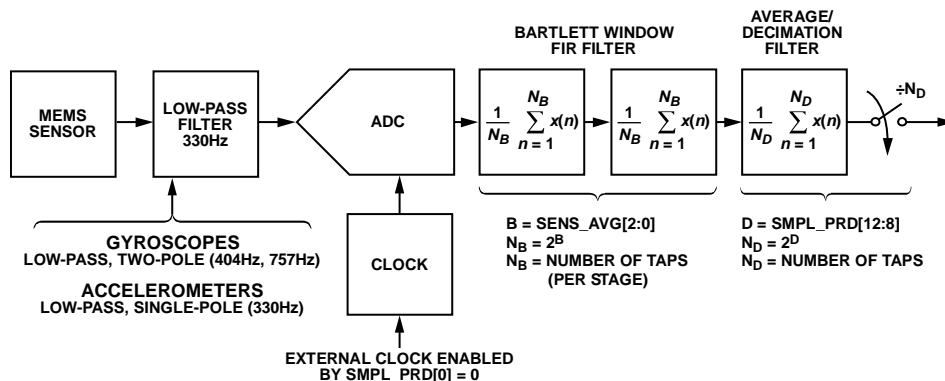 BARTLETT WINDOW
FIR FILTER
AVERAGE/
DECIMATION
FILTER
MEMS
SENSOR
LOW-PASS
FILTER
330Hz
ADC
1/N_B N_B ∑ n = 1 x(n)
1/N_B N_B ∑ n = 1 x(n)
1/N_D N_D ∑ n = 1 x(n)
÷N_D
GYROSCOPES
LOW-PASS, TWO-POLE (404Hz, 757Hz)
ACCELEROMETERS
LOW-PASS, SINGLE-POLE (330Hz)
CLOCK
EXTERNAL CLOCK ENABLED
BY SMPL_PRD[0] = 0
B = SENS_AVG[2:0]
N_B = 2^B
N_B = NUMBER OF TAPS
(PER STAGE)
D = SMPL_PRD[12:8]
N_D = 2^D
N_D = NUMBER OF TAPS